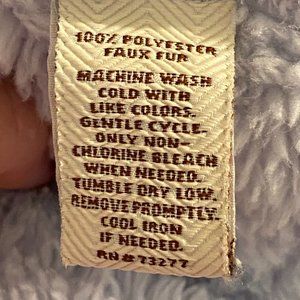 100% POLYESTER
FAUX FUR
MACHINE WASH
COLD WITH
LIKE COLORS.
GENTLE CYCLE.
ONLY NON-
CHLORINE BLEACH
WHEN NEEDED.
TUMBLE DRY LOW.
REMOVE PROMPTLY.
COOL IRON
IF NEEDED.
RN#73277